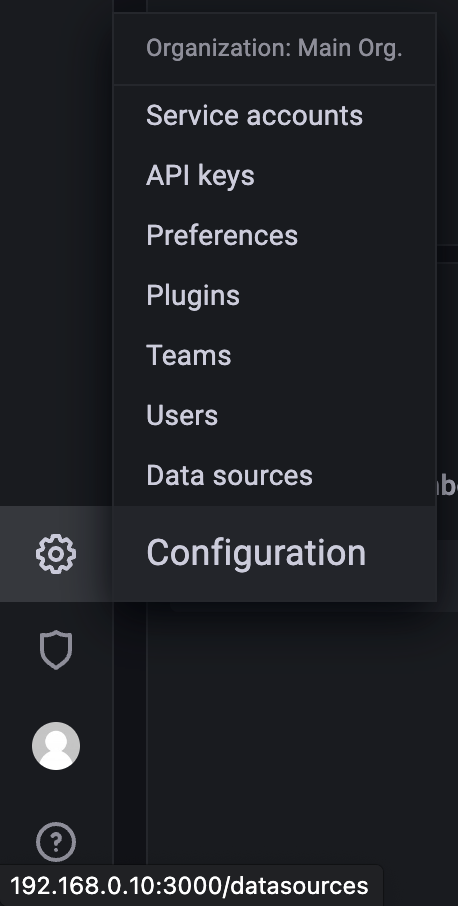 Organization: Main Org.
Service accounts
API keys
Preferences
Plugins
Teams
Users
Data sources
Configuration
?
192.168.0.10:3000/datasources